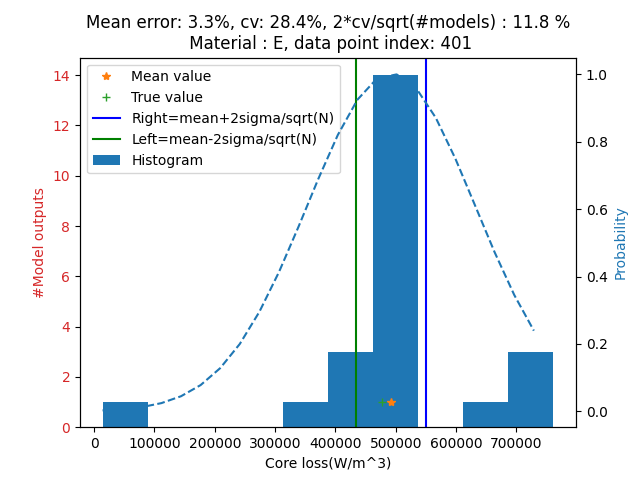 Mean error: 3.3%, cv: 28.4%, 2*cv/sqrt(#models) : 11.8 %
Material : E, data point index: 401
Mean value
True value
Right=mean+2sigma/sqrt(N)
Left=mean-2sigma/sqrt(N)
Histogram
#Model outputs
14
12
10
8
6
4
2
0
1.0
0.8
0.6
0.4
0.2
0.0
Probability
0 100000 200000 300000 400000 500000 600000 700000
Core loss(W/m^3)